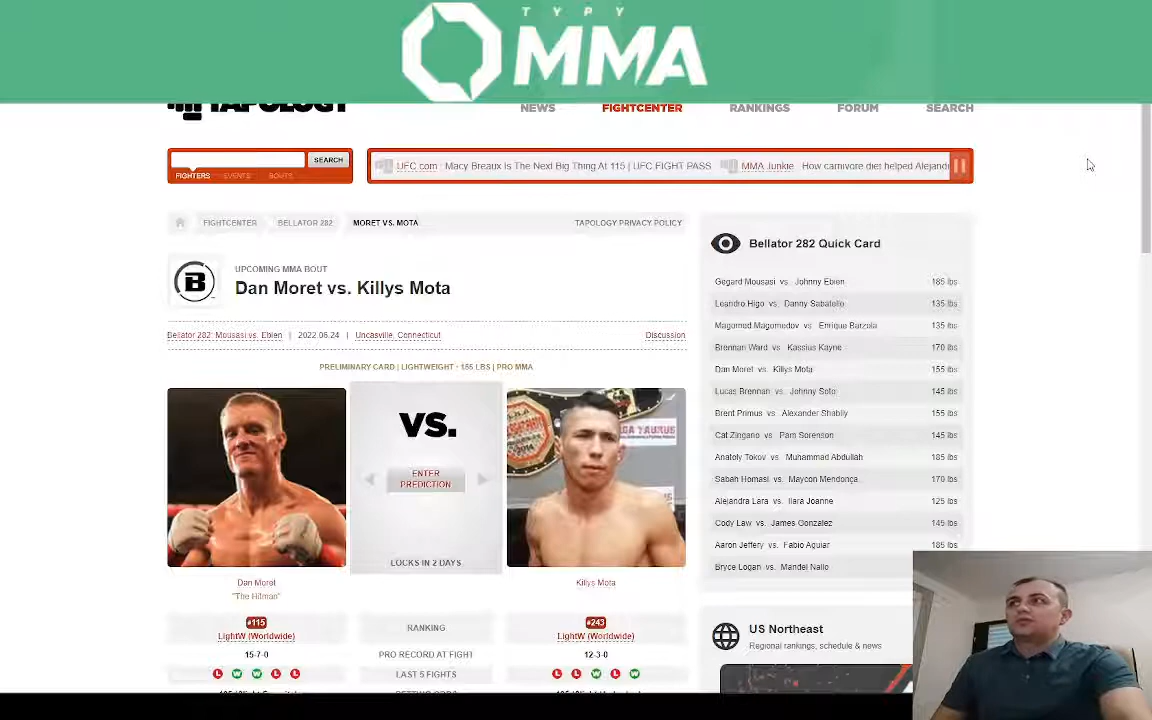 TYPY
MMA
TAPOLOGY
NEWS
FIGHTCENTER
RANKINGS
FORUM
SEARCH
SEARCH
FIGHTERS EVENTS BOUTS
UFC.com : Macy Breaux Is The Next Big Thing At 115 | UFC FIGHT PASS MMA Junkie How carnivore diet helped Alejandr
FIGHTCENTER BELLATOR 282 MORET VS. MOTA
TAPOLOGY PRIVACY POLICY
UPCOMING MMA BOUT
Dan Moret vs. Killys Mota
Bellator 282: Mousasi vs. Eblen | 2022.06.24 | Uncasville, Connecticut
Discussion
PRELIMINARY CARD | LIGHTWEIGHT · 155 LBS | PRO MMA
B
VS.
ENTER
PREDICTION
LOCKS IN 2 DAYS
Dan Moret
"The Hitman"
Killys Mota
#115
LightW (Worldwide)
RANKING
#243
LightW (Worldwide)
15-7-0
PRO RECORD AT FIGHT
12-3-0
L W W L L
LAST 5 FIGHTS
L L W L W
Bellator 282 Quick Card
Gegard Mousasi vs. Johnny Eblen 185 lbs
Leandro Higo vs. Danny Sabatello 135 lbs
Magomed Magomedov vs. Enrique Barzola 135 lbs
Brennan Ward vs. Kassius Kayne 170 lbs
Dan Moret vs. Killys Mota 155 lbs
Lucas Brennan vs. Johnny Soto 145 lbs
Brent Primus vs. Alexander Shabliy 155 lbs
Cat Zingano vs. Pam Sorenson 145 lbs
Anatoly Tokov vs. Muhammad Abdullah 185 lbs
Sabah Homasi vs. Maycon Mendonça 170 lbs
Alejandra Lara vs. Ilara Joanne 125 lbs
Cody Law vs. James Gonzalez 145 lbs
Aaron Jeffery vs. Fabio Aguiar 185 lbs
Bryce Logan vs. Mandel Nallo
US Northeast
Regional rankings, schedule & news